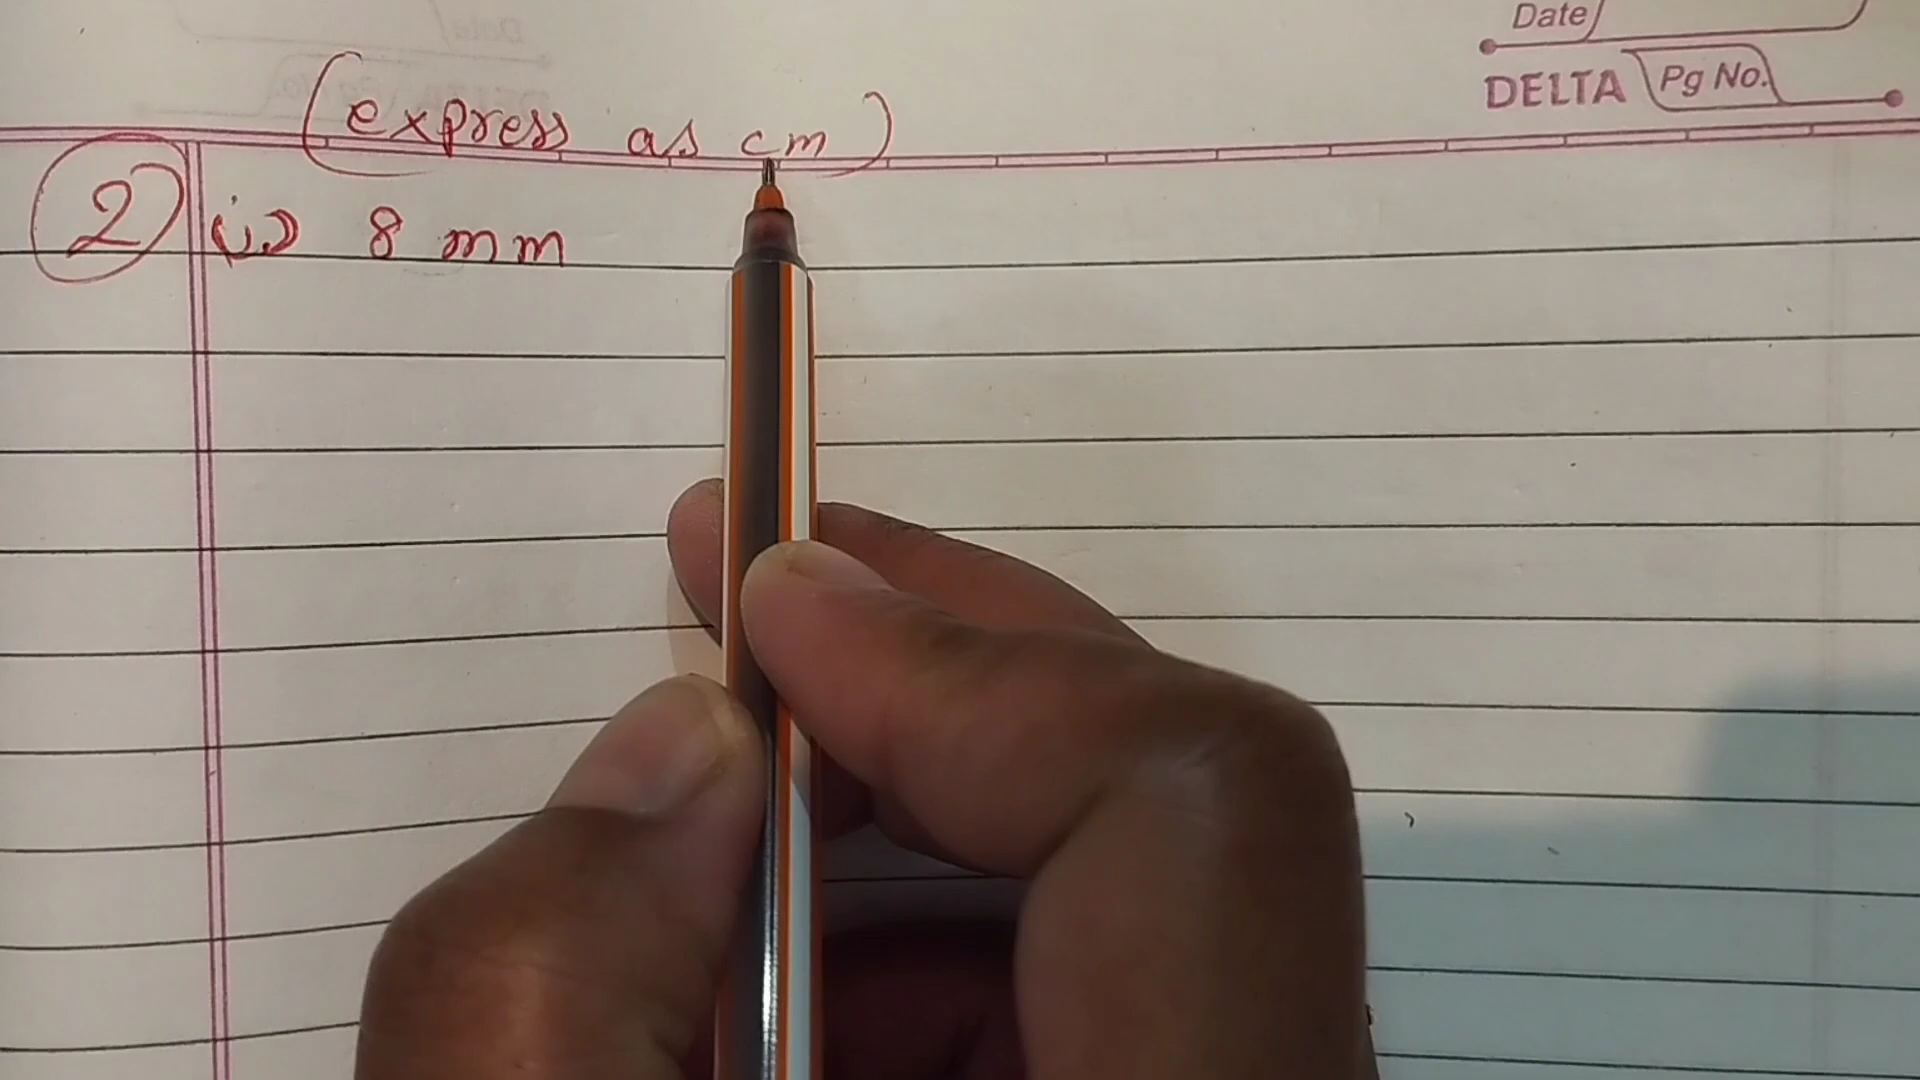 Date
DELTA Pg No.
(express as cm)
2 (i) 8 mm